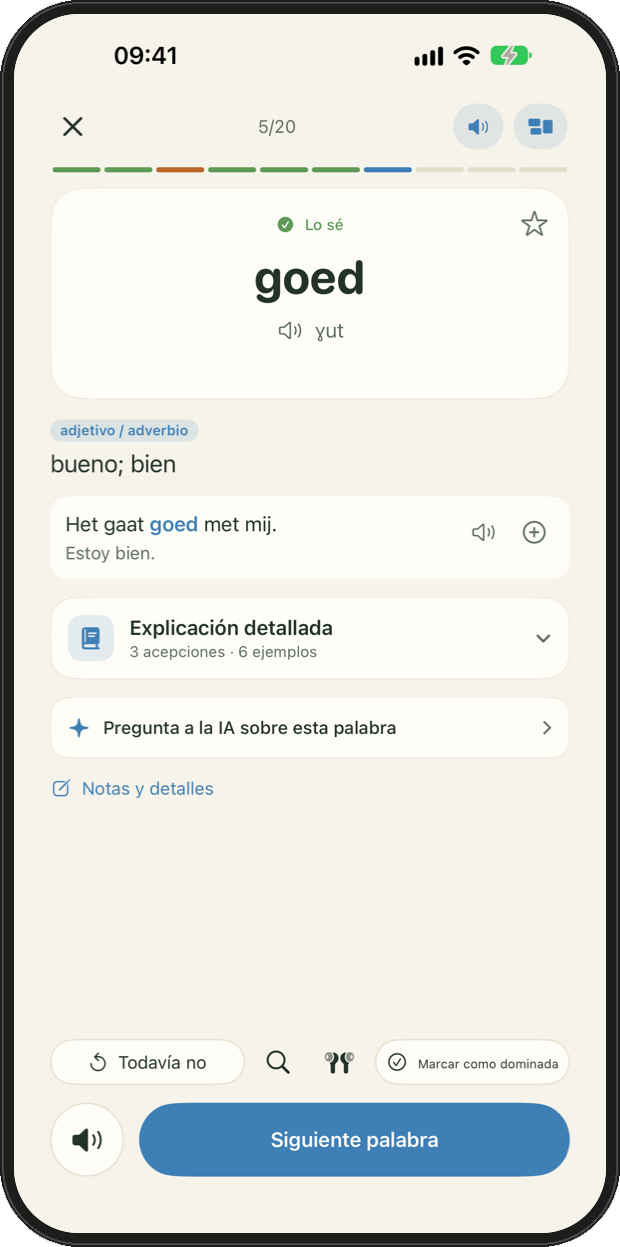 09:41
5/20
Lo sé
goed
ɣut
adjetivo / adverbio
bueno; bien
Het gaat goed met mij.
Estoy bien.
Explicación detallada
3 acepciones · 6 ejemplos
Pregunta a la IA sobre esta palabra
Notas y detalles
Todavía no
Marcar como dominada
Siguiente palabra